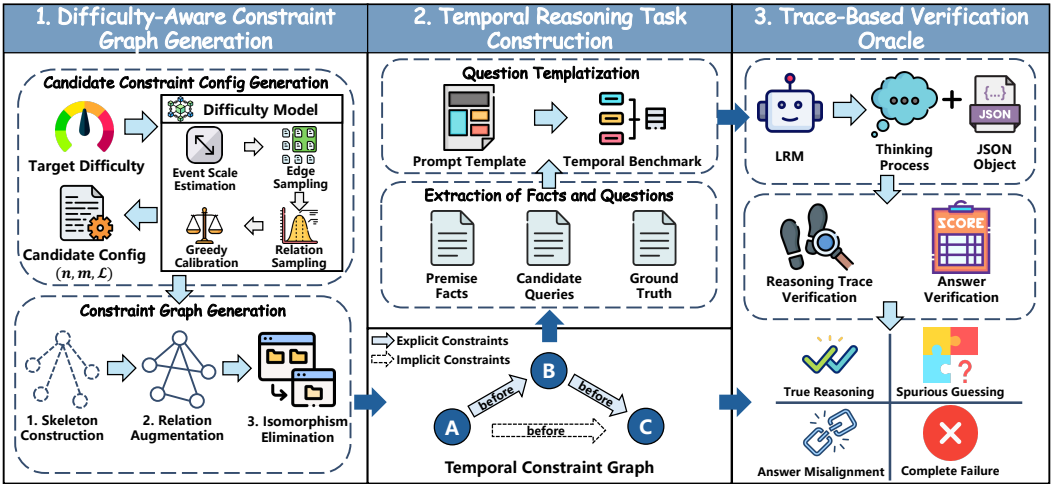 1. Difficulty-Aware Constraint
Graph Generation
Candidate Constraint Config Generation
Target Difficulty
Difficulty Model
Event Scale
Estimation
Edge
Sampling
Greedy
Calibration
Relation
Sampling
Candidate Config
(n, m, ℒ)
Constraint Graph Generation
1. Skeleton
Construction
2. Relation
Augmentation
3. Isomorphism
Elimination
2. Temporal Reasoning Task
Construction
Question Templatization
Prompt Template
Temporal Benchmark
Extraction of Facts and Questions
Premise
Facts
Candidate
Queries
Ground
Truth
Explicit Constraints
Implicit Constraints
A
before
B
before
C
before
Temporal Constraint Graph
3. Trace-Based Verification
Oracle
LRM
Thinking
Process
+
{...}
JSON
JSON
Object
Reasoning Trace
Verification
SCORE
Answer
Verification
True Reasoning
?
Spurious Guessing
Answer Misalignment
Complete Failure